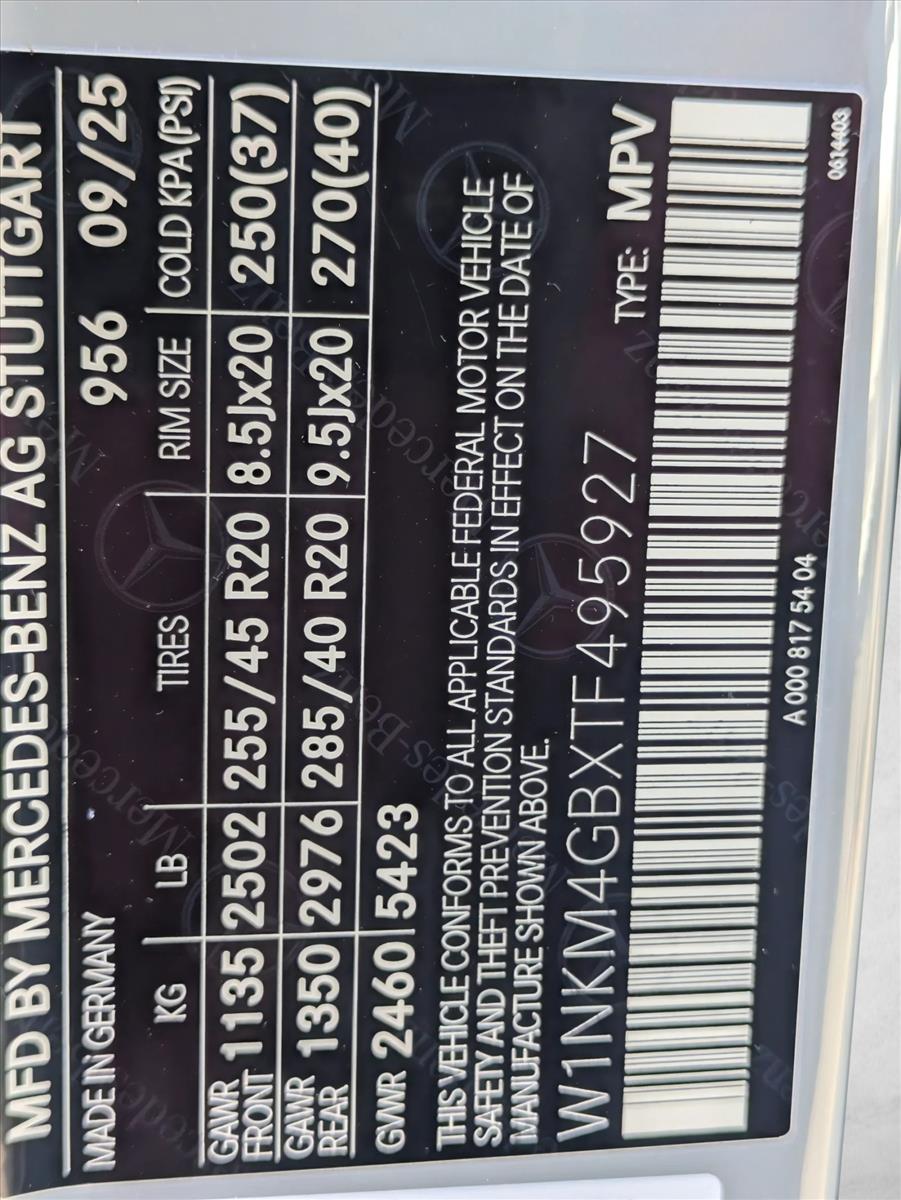 MFD BY MERCEDES-BENZ AG STUTTGART
MADE IN GERMANY 956 09/25
KG LB TIRES RIM SIZE COLD KPA(PSI)
GAWR FRONT 1135 2502 255/45 R20 8.5Jx20 250(37)
GAWR REAR 1350 2976 285/40 R20 9.5Jx20 270(40)
GVWR 2460 5423
THIS VEHICLE CONFORMS TO ALL APPLICABLE FEDERAL MOTOR VEHICLE
SAFETY AND THEFT PREVENTION STANDARDS IN EFFECT ON THE DATE OF
MANUFACTURE SHOWN ABOVE.
W1NKM4GBXTF495927 TYPE: MPV
A 000 817 54 04 0614403